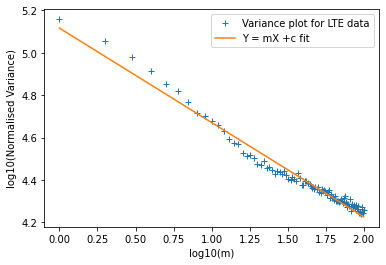 5.2
5.0
4.8
4.6
4.4
4.2
log10(Normalised Variance)
Variance plot for LTE data
Y = mX +c fit
0.00 0.25 0.50 0.75 1.00 1.25 1.50 1.75 2.00
log10(m)